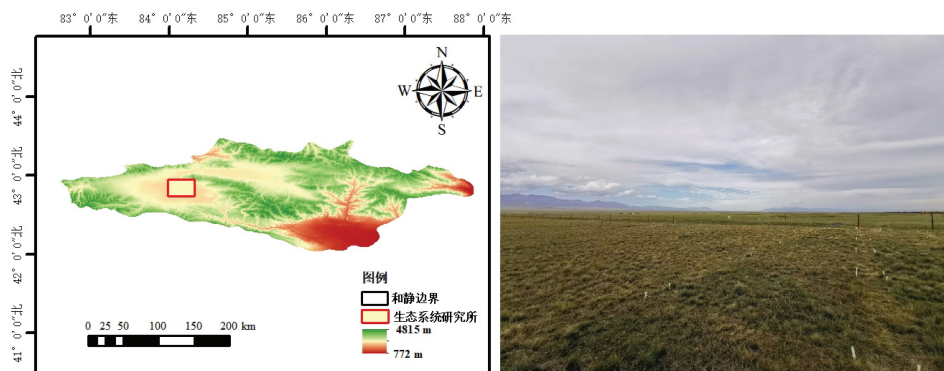 83° 0′ 0″东 84° 0′ 0″东 85° 0′ 0″东 86° 0′ 0″东 87° 0′ 0″东 88° 0′ 0″东
44° 0′ 0″北
43° 0′ 0″北
42° 0′ 0″北
41° 0′ 0″北
N
W E
S
图例
和静边界
生态系统研究所
4815 m
772 m
0 25 50 100 150 200 km